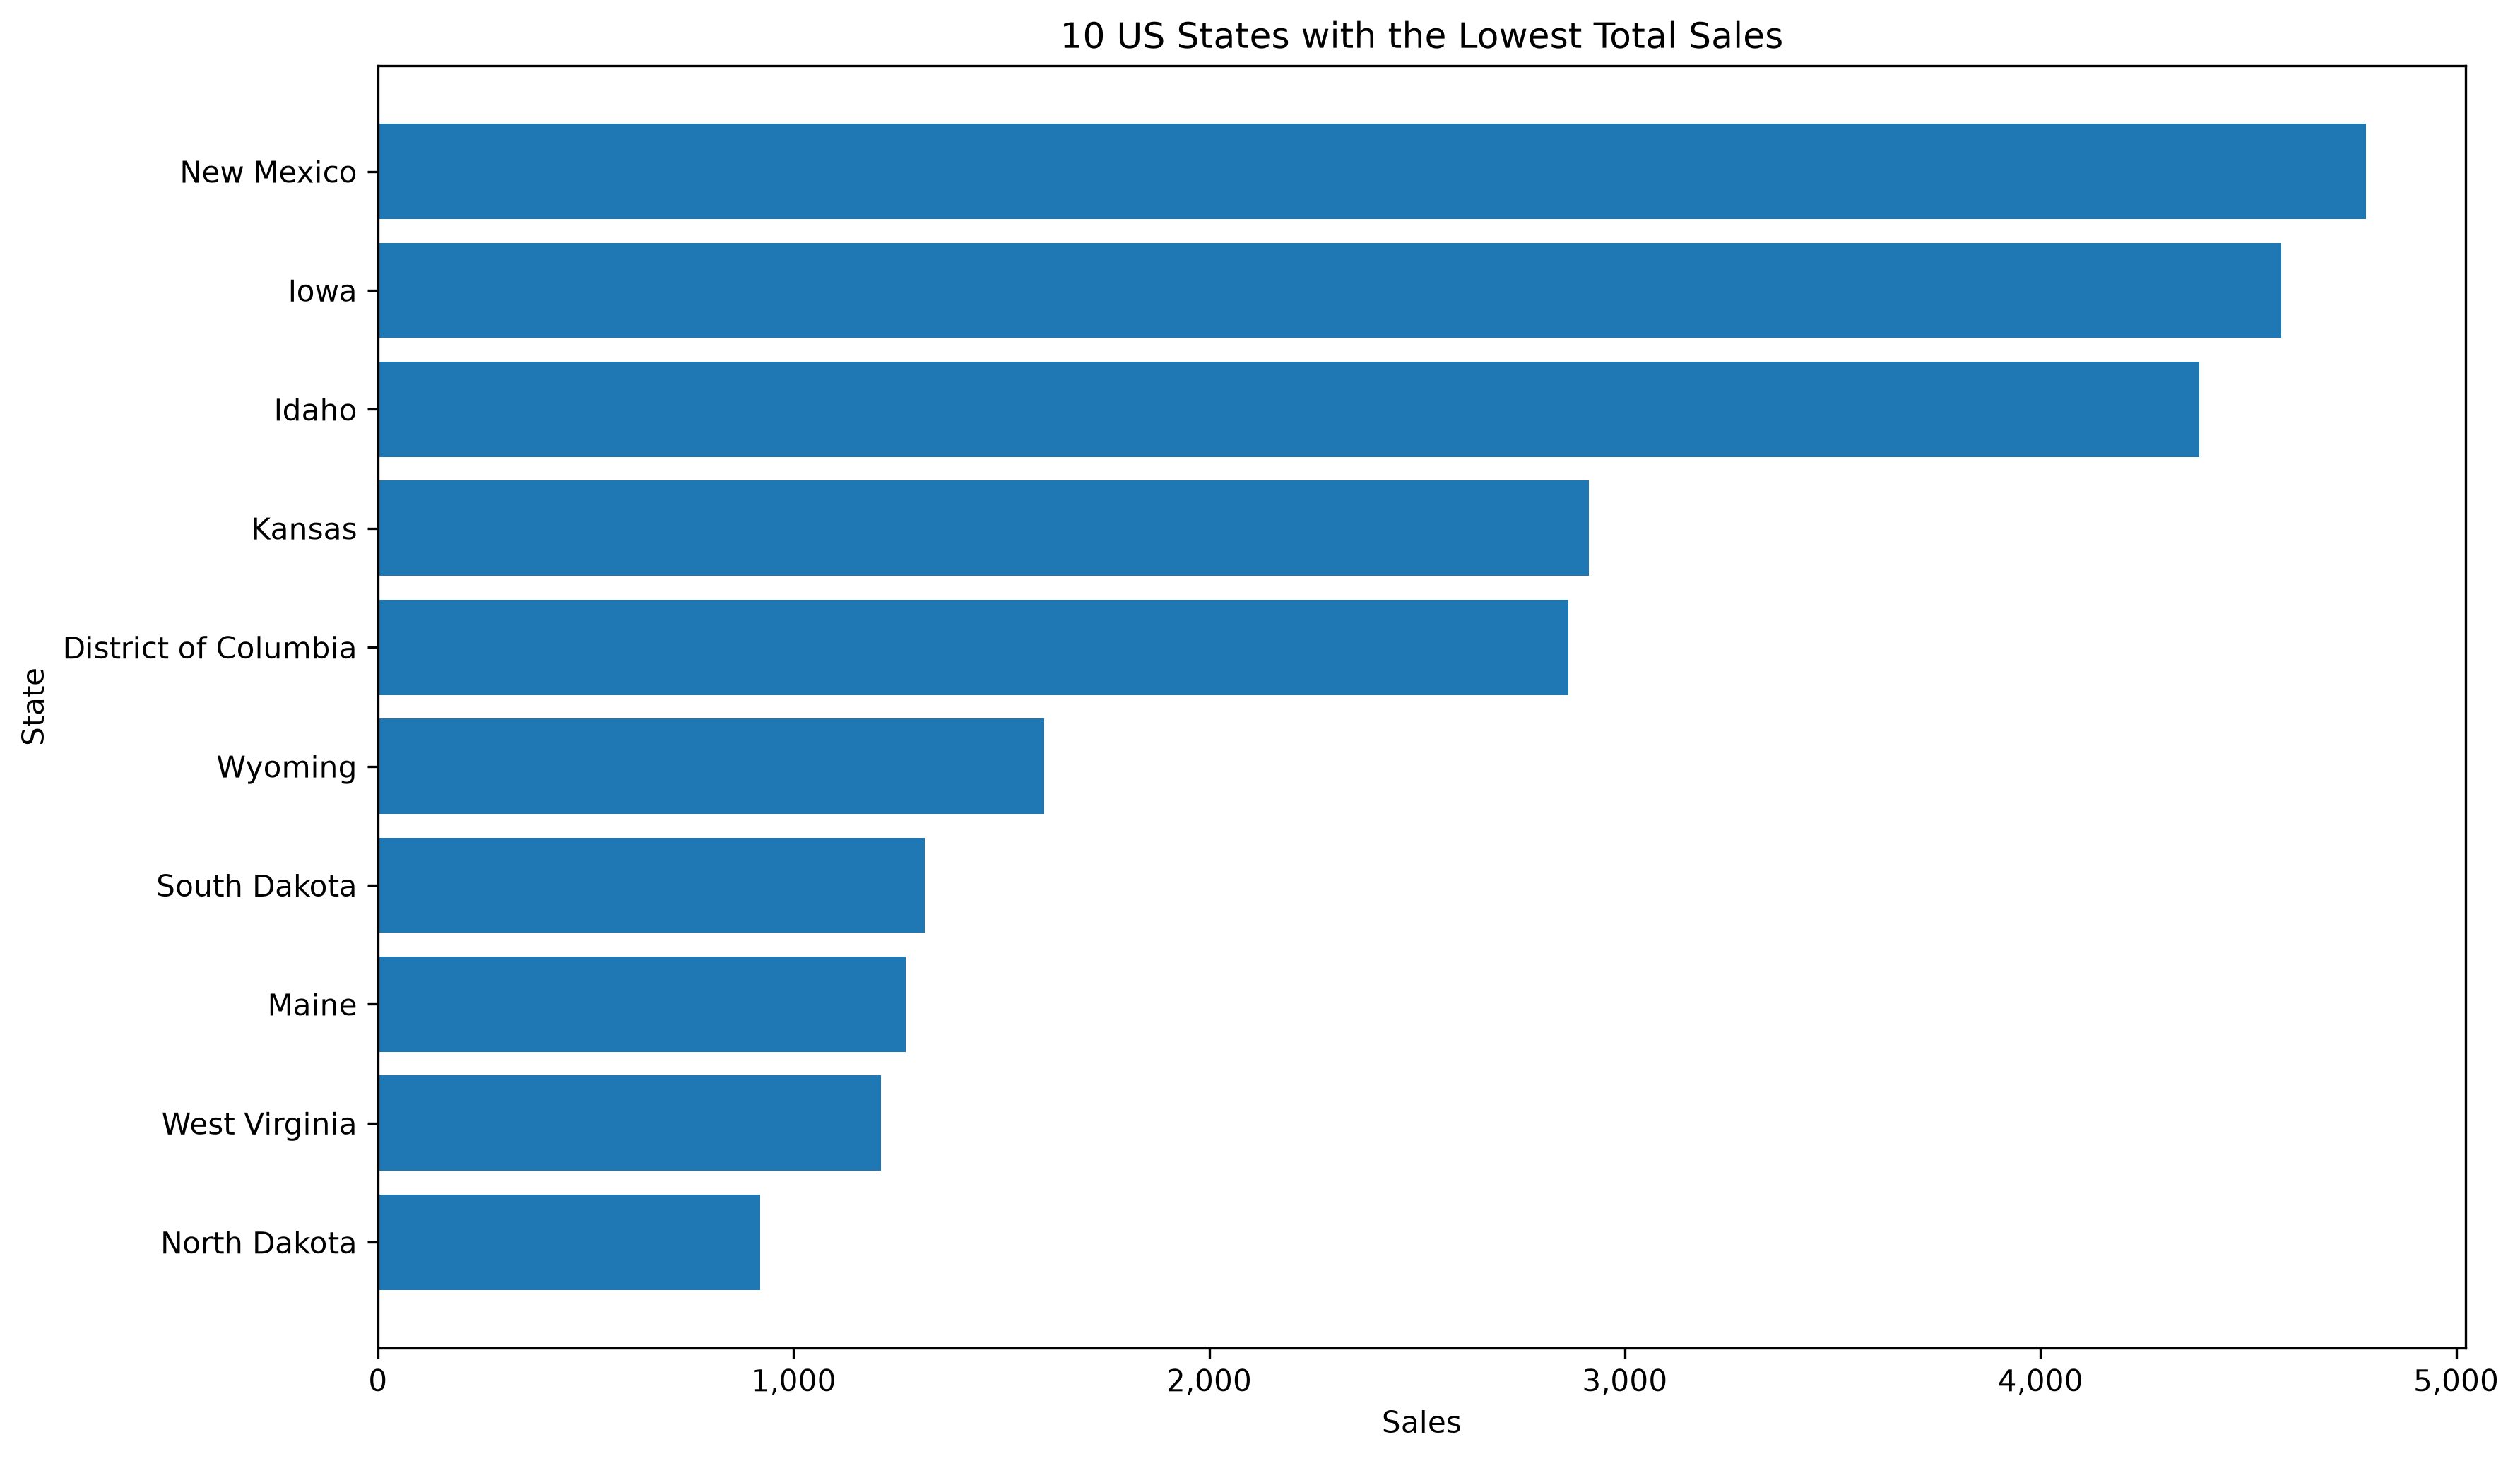 10 US States with the Lowest Total Sales
New Mexico
Iowa
Idaho
Kansas
District of Columbia
Wyoming
South Dakota
Maine
West Virginia
North Dakota
State
0 1,000 2,000 3,000 4,000 5,000
Sales